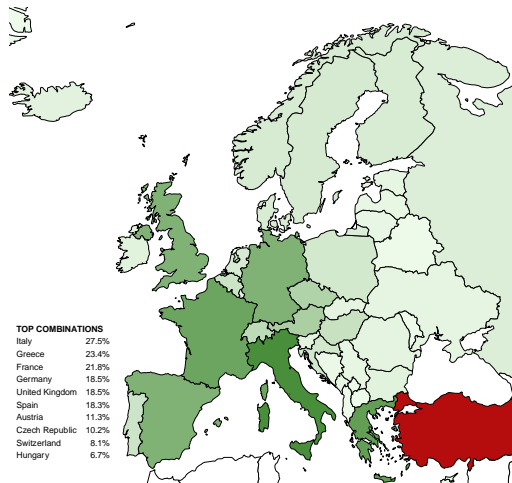 TOP COMBINATIONS
Italy 27.5%
Greece 23.4%
France 21.8%
Germany 18.5%
United Kingdom 18.5%
Spain 18.3%
Austria 11.3%
Czech Republic 10.2%
Switzerland 8.1%
Hungary 6.7%